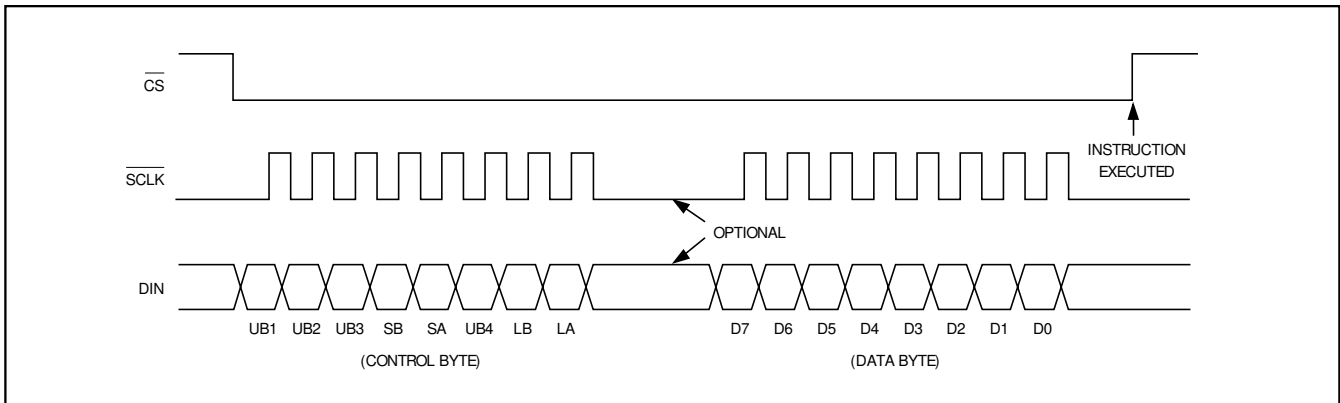 CS
INSTRUCTION
EXECUTED
SCLK
OPTIONAL
DIN
UB1 UB2 UB3 SB SA UB4 LB LA D7 D6 D5 D4 D3 D2 D1 D0
(CONTROL BYTE) (DATA BYTE)